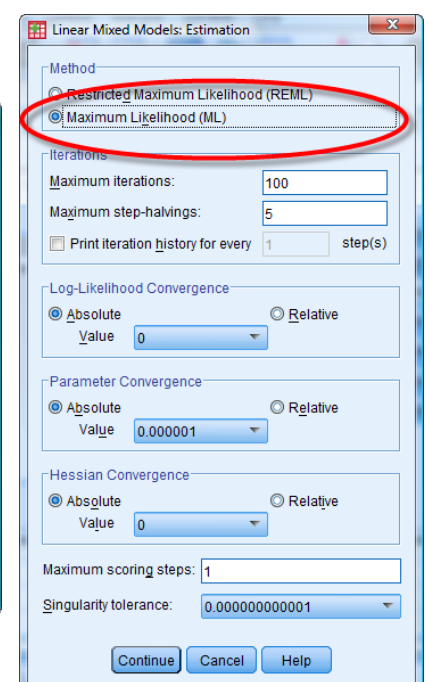 Linear Mixed Models: Estimation
Method
Restricted Maximum Likelihood (REML)
Maximum Likelihood (ML)
Iterations
Maximum iterations: 100
Maximum step-halvings: 5
Print iteration history for every 1 step(s)
Log-Likelihood Convergence
Absolute Relative
Value 0
Parameter Convergence
Absolute Relative
Value 0.000001
Hessian Convergence
Absolute Relative
Value 0
Maximum scoring steps: 1
Singularity tolerance: 0.000000000001
Continue Cancel Help